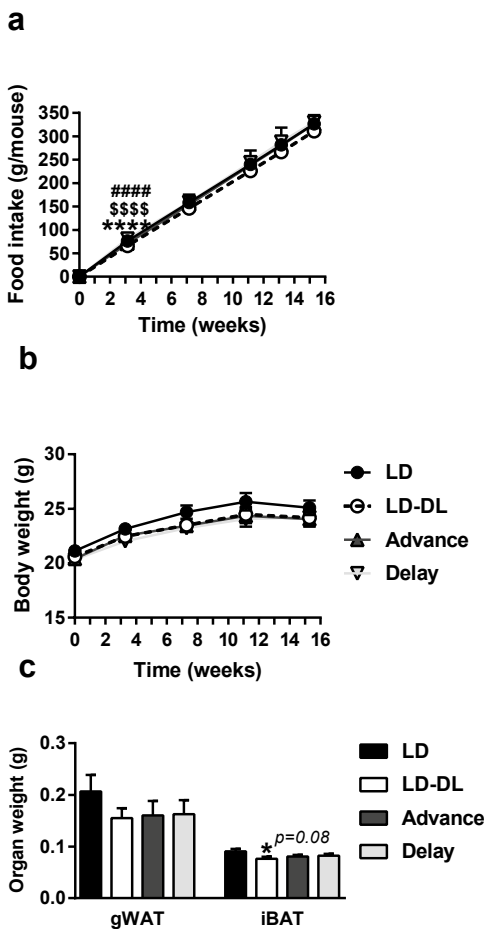 a
Food intake (g/mouse)
350
300
250
200
150
100
50
0
####
$$$$
****
0 2 4 6 8 10 12 14 16
Time (weeks)
b
Body weight (g)
30
25
20
15
0 2 4 6 8 10 12 14 16
Time (weeks)
LD
LD-DL
Advance
Delay
c
Organ weight (g)
0.3
0.2
0.1
0.0
* p=0.08
gWAT iBAT
LD
LD-DL
Advance
Delay